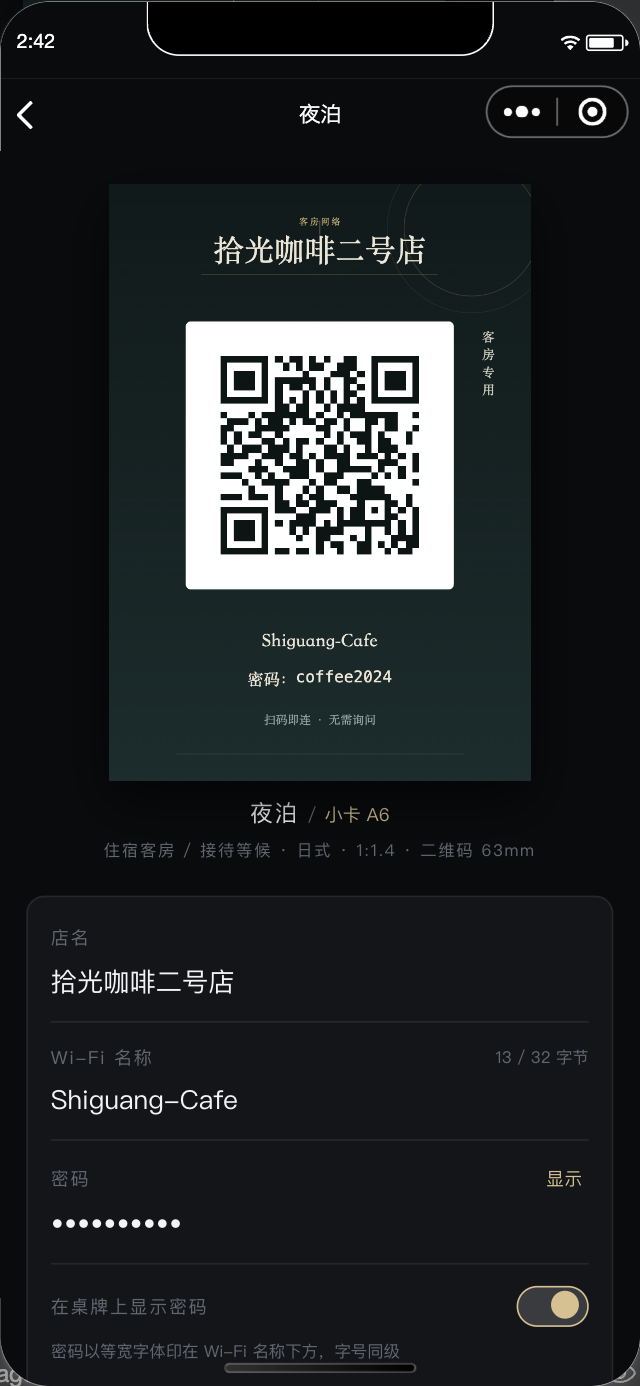 2:42
夜泊
客房网络
拾光咖啡二号店
客房专用
Shiguang-Cafe
密码：coffee2024
扫码即连 · 无需询问
夜泊 / 小卡 A6
住宿客房 / 接待等候 · 日式 · 1:1.4 · 二维码 63mm
店名
拾光咖啡二号店
Wi-Fi 名称 13 / 32 字节
Shiguang-Cafe
密码 显示
••••••••••
在桌牌上显示密码
密码以等宽字体印在 Wi-Fi 名称下方，字号同级